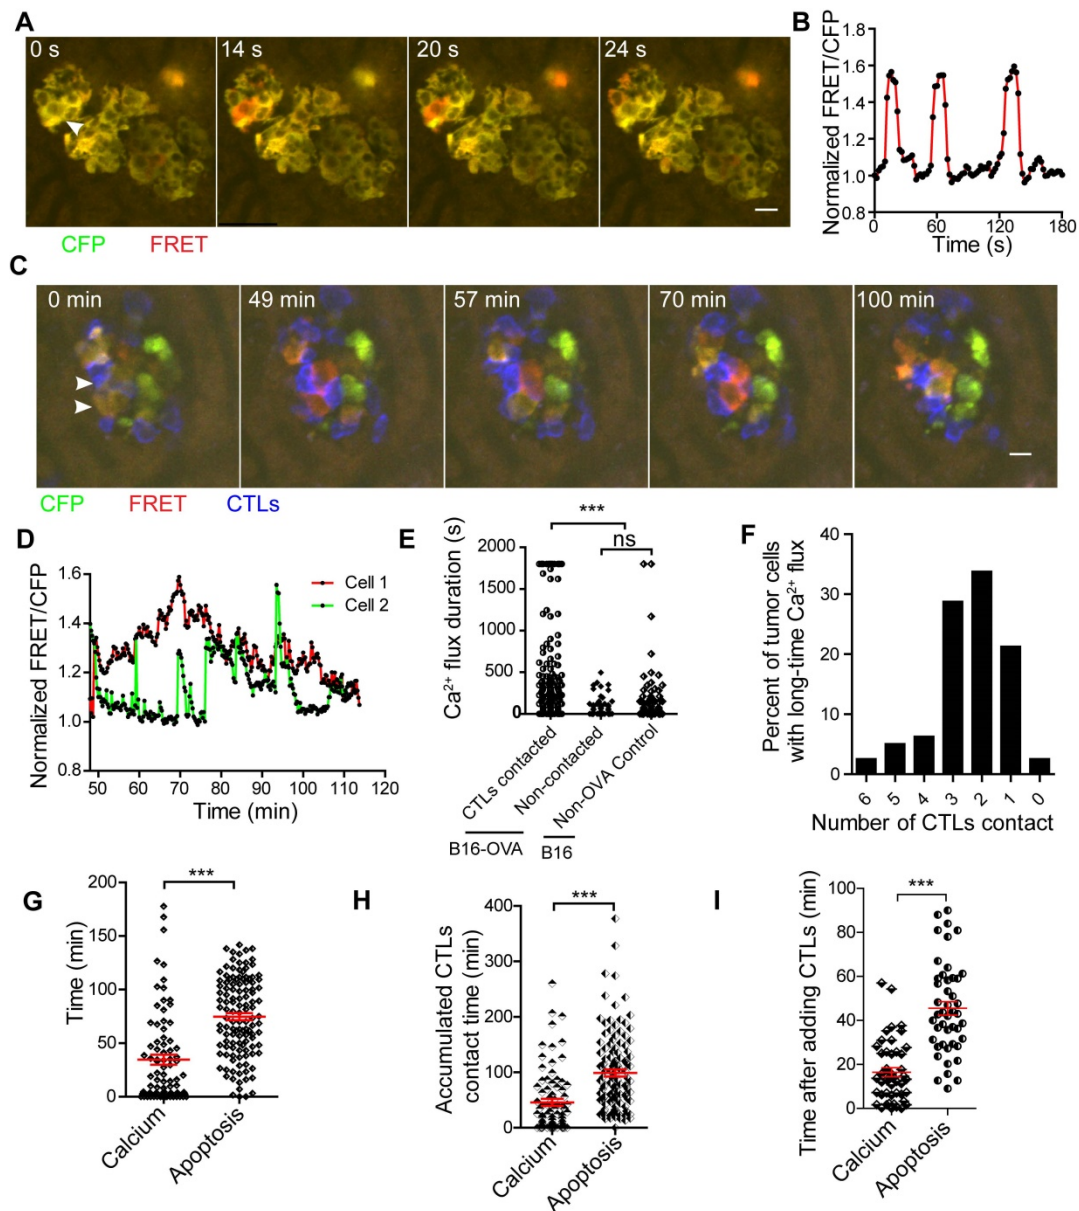 A
0 s
14 s
20 s
24 s
CFP
FRET
B
Normalized FRET/CFP
1.8
1.6
1.4
1.2
1.0
0.8
0
60
120
180
Time (s)
C
0 min
49 min
57 min
70 min
100 min
CFP
FRET
CTLs
D
Normalized FRET/CFP
1.6
1.4
1.2
1.0
0.8
Cell 1
Cell 2
50
60
70
80
90
100
110
120
Time (min)
E
Ca²⁺ flux duration (s)
***
ns
2000
1500
1000
500
0
CTLs contacted
Non-contacted
Non-OVA Control
B16-OVA
B16
F
Percent of tumor cells
with long-time Ca²⁺ flux
40
30
20
10
0
6
5
4
3
2
1
0
Number of CTLs contact
G
Time (min)
***
200
150
100
50
0
Calcium
Apoptosis
H
Accumulated CTLs
contact time (min)
***
400
300
200
100
0
Calcium
Apoptosis
I
Time after adding CTLs (min)
***
100
80
60
40
20
0
Calcium
Apoptosis